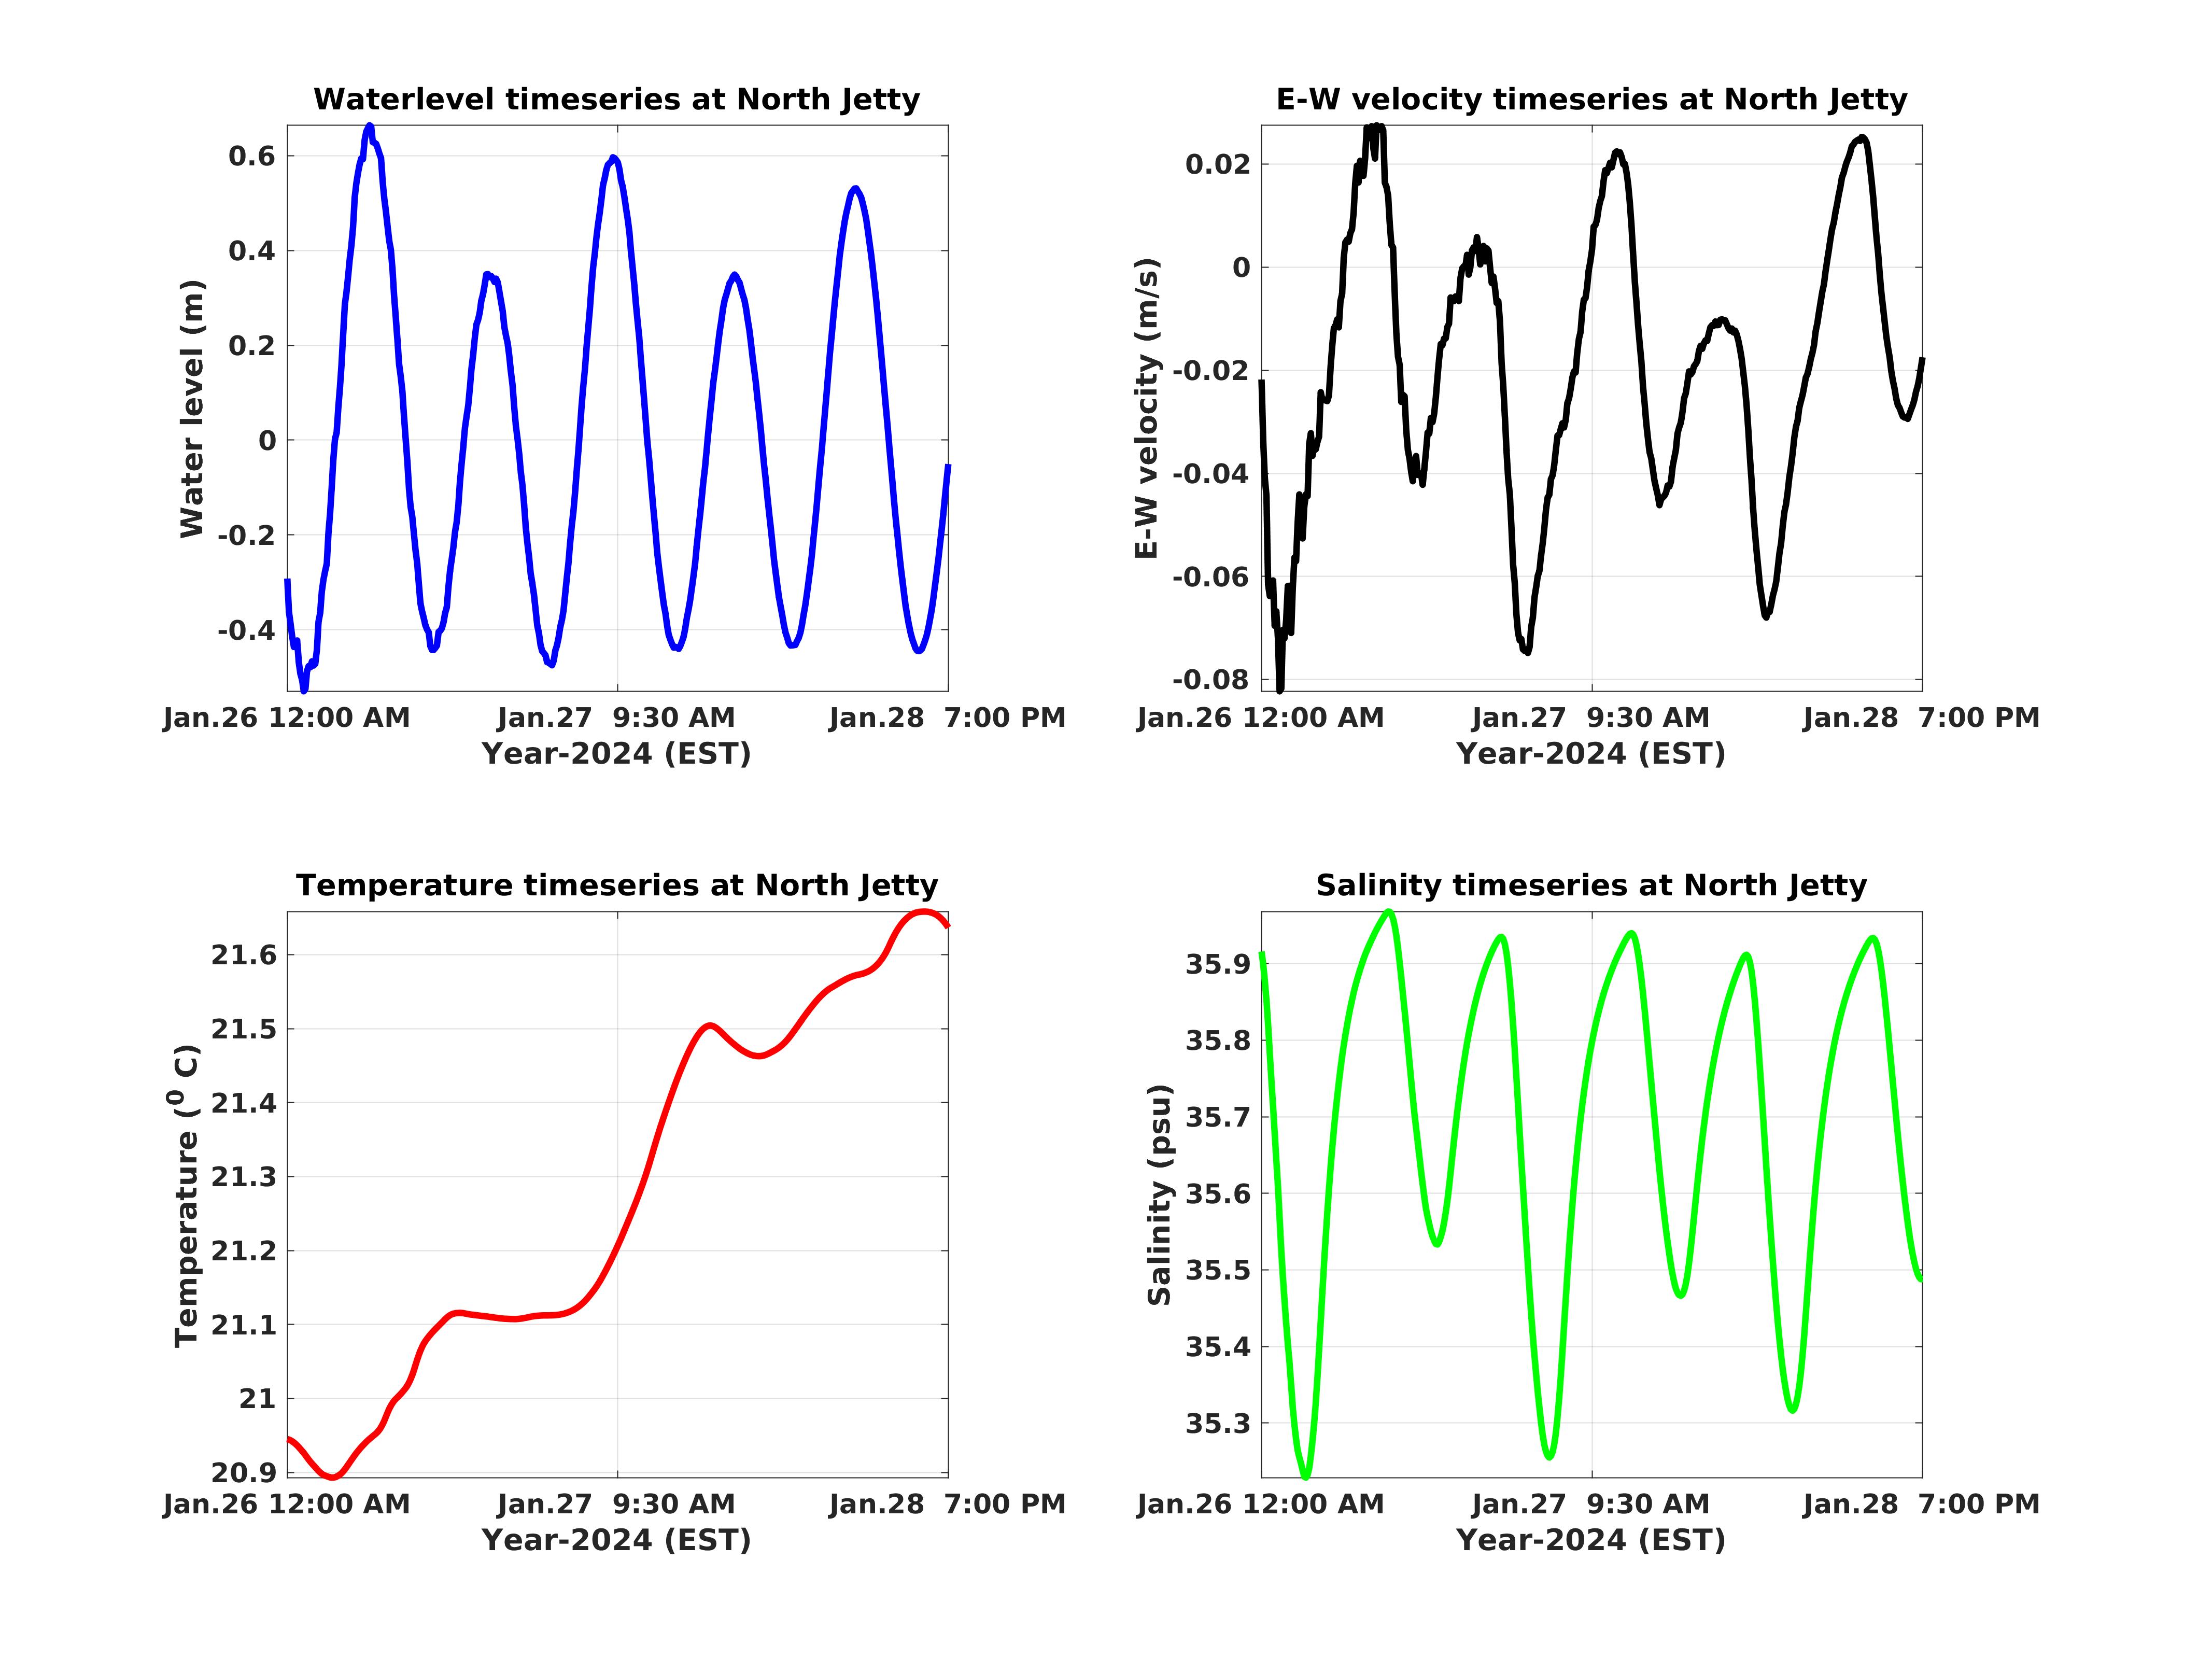 Waterlevel timeseries at North Jetty
0.6
0.4
0.2
0
-0.2
-0.4
Water level (m)
Jan.26 12:00 AM Jan.27 9:30 AM Jan.28 7:00 PM
Year-2024 (EST)
E-W velocity timeseries at North Jetty
0.02
0
-0.02
-0.04
-0.06
-0.08
E-W velocity (m/s)
Jan.26 12:00 AM Jan.27 9:30 AM Jan.28 7:00 PM
Year-2024 (EST)
Temperature timeseries at North Jetty
21.6
21.5
21.4
21.3
21.2
21.1
21
20.9
Temperature (⁰ C)
Jan.26 12:00 AM Jan.27 9:30 AM Jan.28 7:00 PM
Year-2024 (EST)
Salinity timeseries at North Jetty
35.9
35.8
35.7
35.6
35.5
35.4
35.3
Salinity (psu)
Jan.26 12:00 AM Jan.27 9:30 AM Jan.28 7:00 PM
Year-2024 (EST)